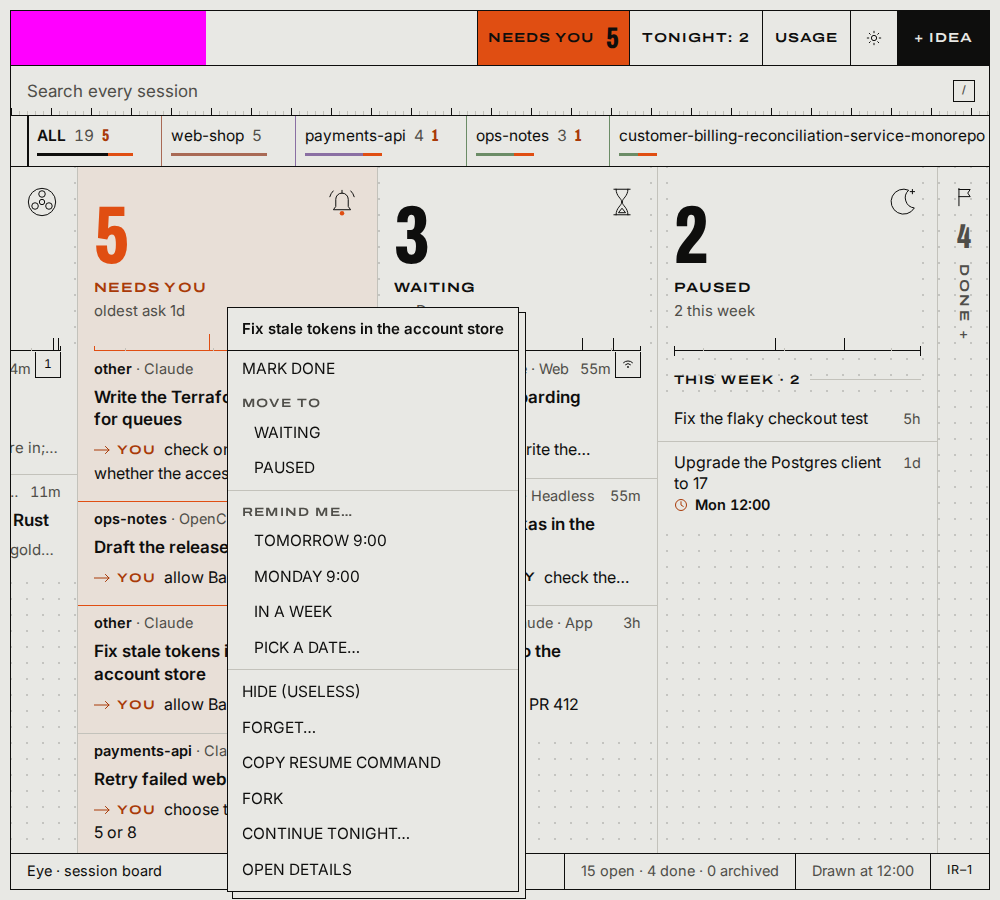 NEEDS YOU 5
TONIGHT: 2
USAGE
+ IDEA
Search every session
/
ALL 19 5
web-shop 5
payments-api 4 1
ops-notes 3 1
customer-billing-reconciliation-service-monorepo
4m 1
re in;...
.. 11m
Rust
gold...
5
NEEDS YOU
oldest ask 1d
other · Claude
Write the Terrafo
for queues
→ YOU check or
whether the acces
ops-notes · OpenC
Draft the release
→ YOU allow Ba
other · Claude
Fix stale tokens i
account store
→ YOU allow Ba
payments-api · Cla
Retry failed web
→ YOU choose t
5 or 8
3
WAITING
· Web 55m
arding
rite the...
Headless 55m
as in the
Y check the...
ude · App 3h
o the
PR 412
Fix stale tokens in the account store
MARK DONE
MOVE TO
WAITING
PAUSED
REMIND ME...
TOMORROW 9:00
MONDAY 9:00
IN A WEEK
PICK A DATE...
HIDE (USELESS)
FORGET...
COPY RESUME COMMAND
FORK
CONTINUE TONIGHT...
OPEN DETAILS
2
PAUSED
2 this week
THIS WEEK · 2
Fix the flaky checkout test 5h
Upgrade the Postgres client 1d
to 17
Mon 12:00
4 DONE +
Eye · session board
15 open · 4 done · 0 archived
Drawn at 12:00
IR–1